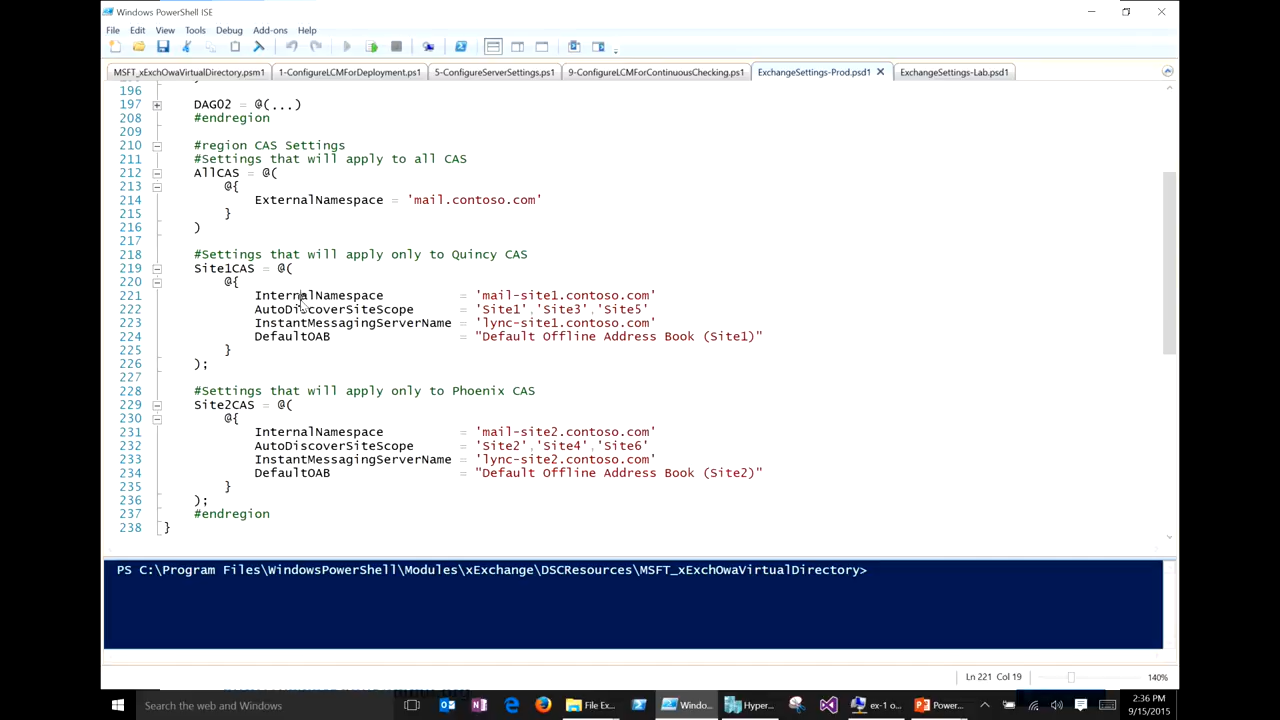 Windows PowerShell ISE
File Edit View Tools Add-ons Help
MSFT_xExchOwaVirtualDirectory.psm1 1-ConfigureLCMForDeployment.ps1 5-ConfigureServerSettings.ps1 9-ConfigureLCMForContinuousChecking.ps1 ExchangeSettings-Prod.psd1 ExchangeSettings-Lab.psd1
196
197 DAG02 = @(...)
208 #endregion
209
210 #region CAS Settings
211 #Settings that will apply to all CAS
212 AllCAS = @(
213 @{
214 ExternalNamespace = 'mail.contoso.com'
215 }
216 )
217
218 #Settings that will apply only to Quincy CAS
219 Site1CAS = @(
220 @{
221 InternalNamespace = 'mail-site1.contoso.com'
222 AutoDiscoverSiteScope = 'Site1','Site3','Site5'
223 InstantMessagingServerName = 'lync-site1.contoso.com'
224 DefaultOAB = "Default Offline Address Book (Site1)"
225 }
226 );
227
228 #Settings that will apply only to Phoenix CAS
229 Site2CAS = @(
230 @{
231 InternalNamespace = 'mail-site2.contoso.com'
232 AutoDiscoverSiteScope = 'Site2','Site4','Site6'
233 InstantMessagingServerName = 'lync-site2.contoso.com'
234 DefaultOAB = "Default Offline Address Book (Site2)"
235 }
236 );
237 #endregion
238 }
PS C:\Program Files\WindowsPowerShell\Modules\xExchange\DSCResources\MSFT_xExchOwaVirtualDirectory>
Ln 221 Col 19 140%
Search the web and Windows File Ex... Windo... Hyper... ex-1 o... Power... 2:36 PM
9/15/2015